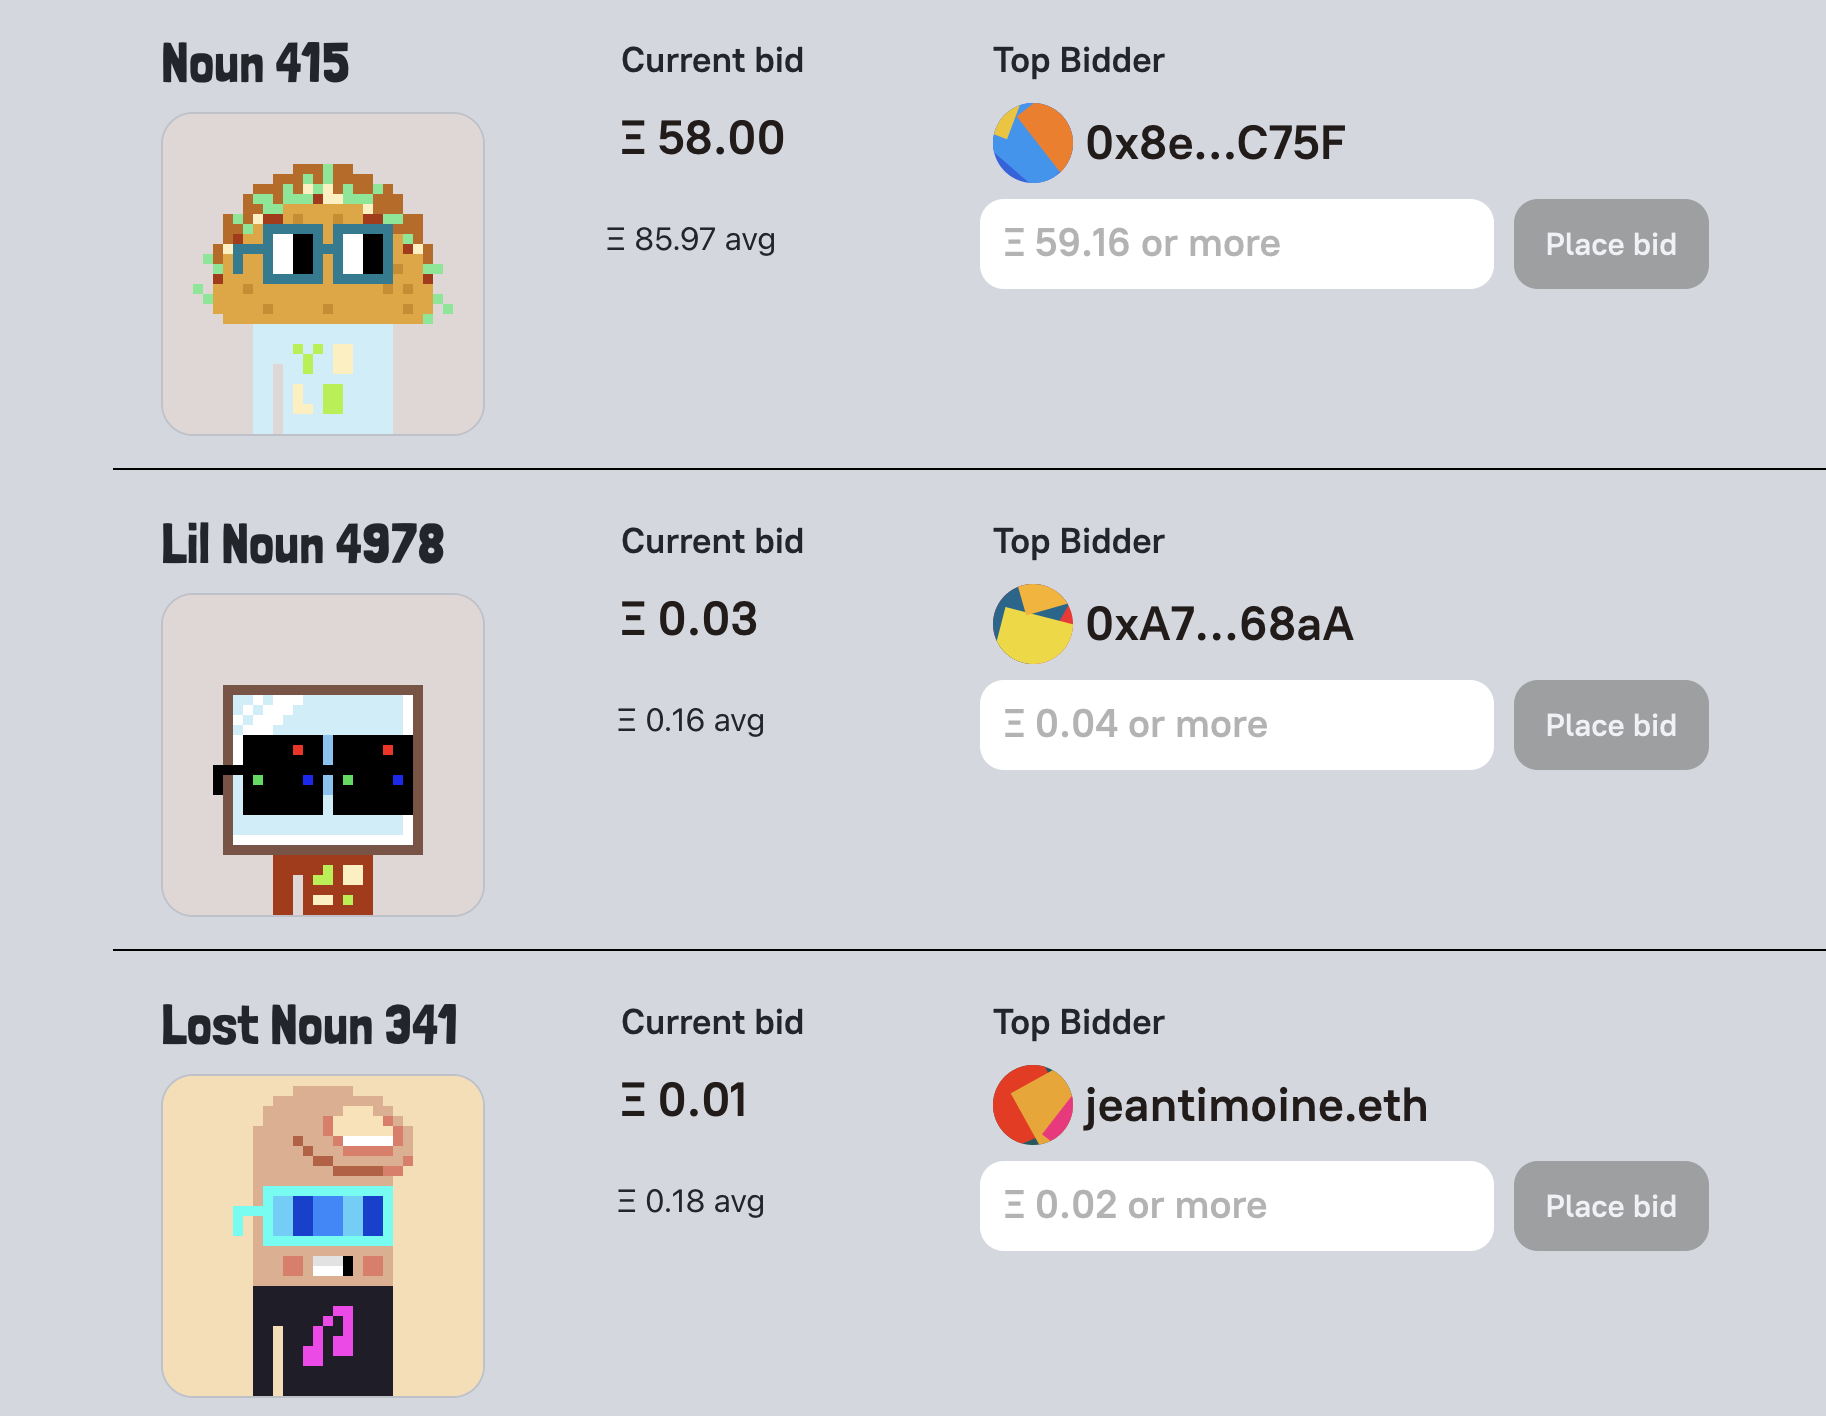 Noun 415
Current bid
Top Bidder
Ξ 58.00
0x8e...C75F
Ξ 85.97 avg
Ξ 59.16 or more
Place bid
Lil Noun 4978
Current bid
Top Bidder
Ξ 0.03
0xA7...68aA
Ξ 0.16 avg
Ξ 0.04 or more
Place bid
Lost Noun 341
Current bid
Top Bidder
Ξ 0.01
jeantimoine.eth
Ξ 0.18 avg
Ξ 0.02 or more
Place bid